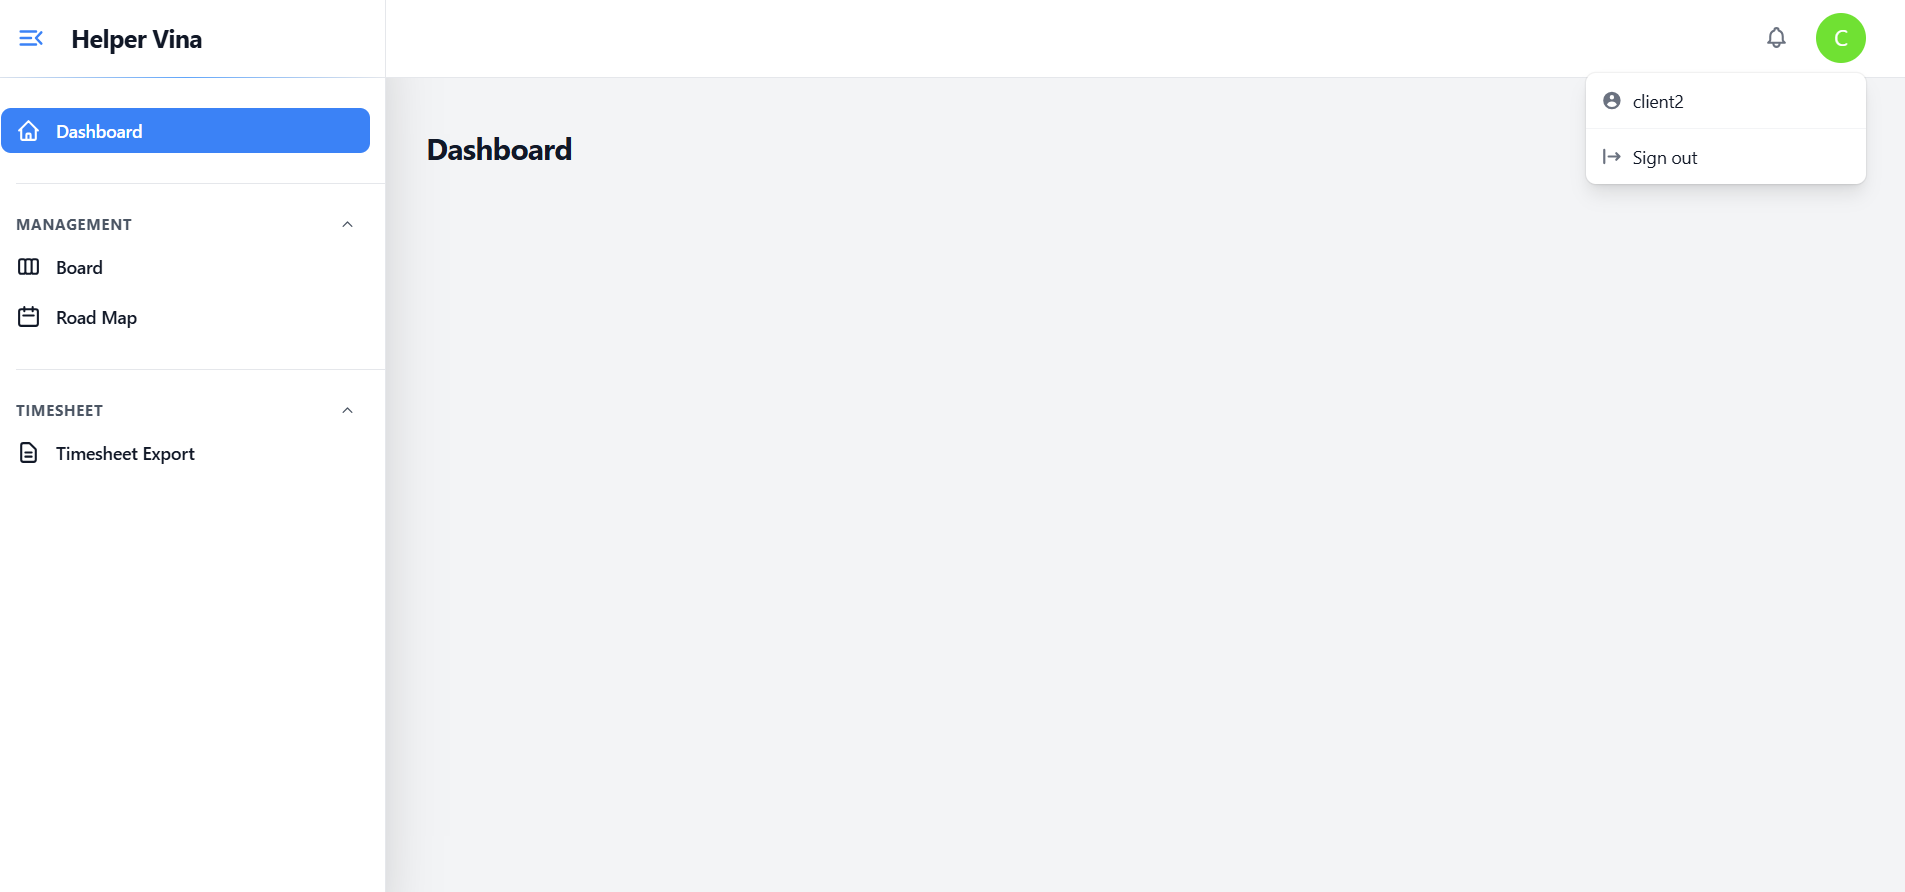 Helper Vina
C
client2
Sign out
Dashboard
Dashboard
MANAGEMENT
Board
Road Map
TIMESHEET
Timesheet Export